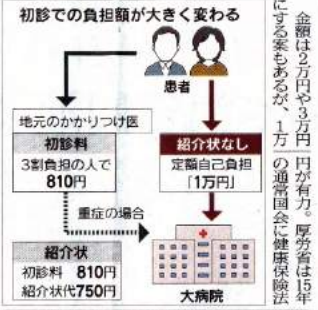 初診での負担額が大きく変わる
患者
地元のかかりつけ医
初診料
3割負担の人で
810円
重症の場合
紹介状
初診料 810円
紹介状代750円
紹介状なし
定額自己負担
「1万円」
大病院
金額は2万円や3万円
にする案もあるが、1万
円が有力。厚労省は15年
の通常国会に健康保険法